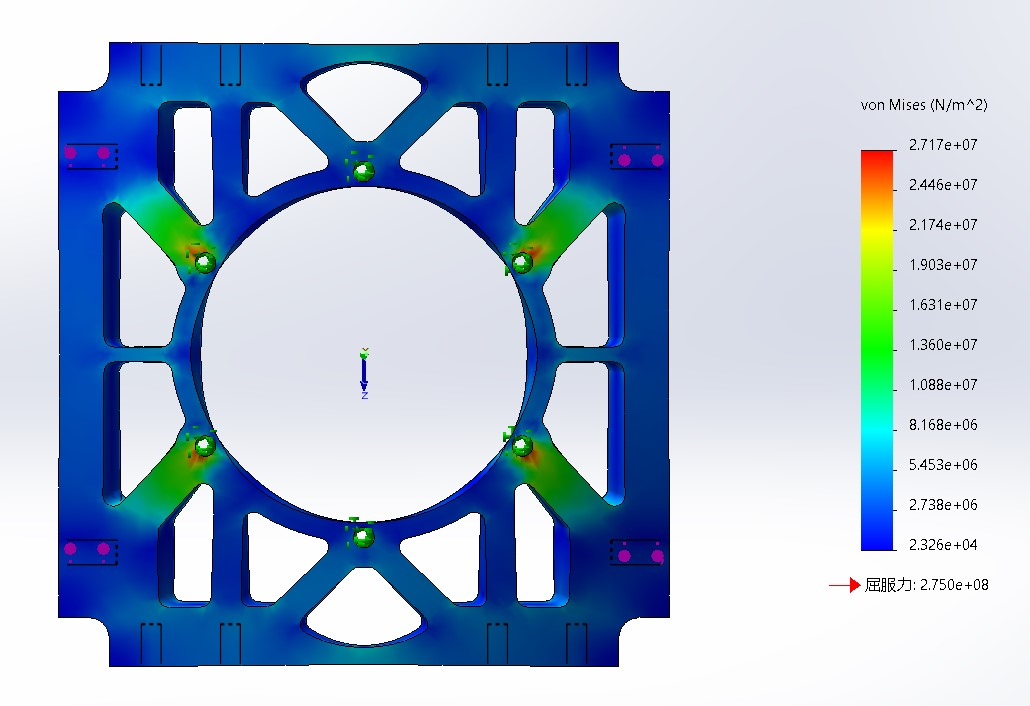 von Mises (N/m^2)
2.717e+07
2.446e+07
2.174e+07
1.903e+07
1.631e+07
1.360e+07
1.088e+07
8.168e+06
5.453e+06
2.738e+06
2.326e+04
屈服力: 2.750e+08
Y
Z